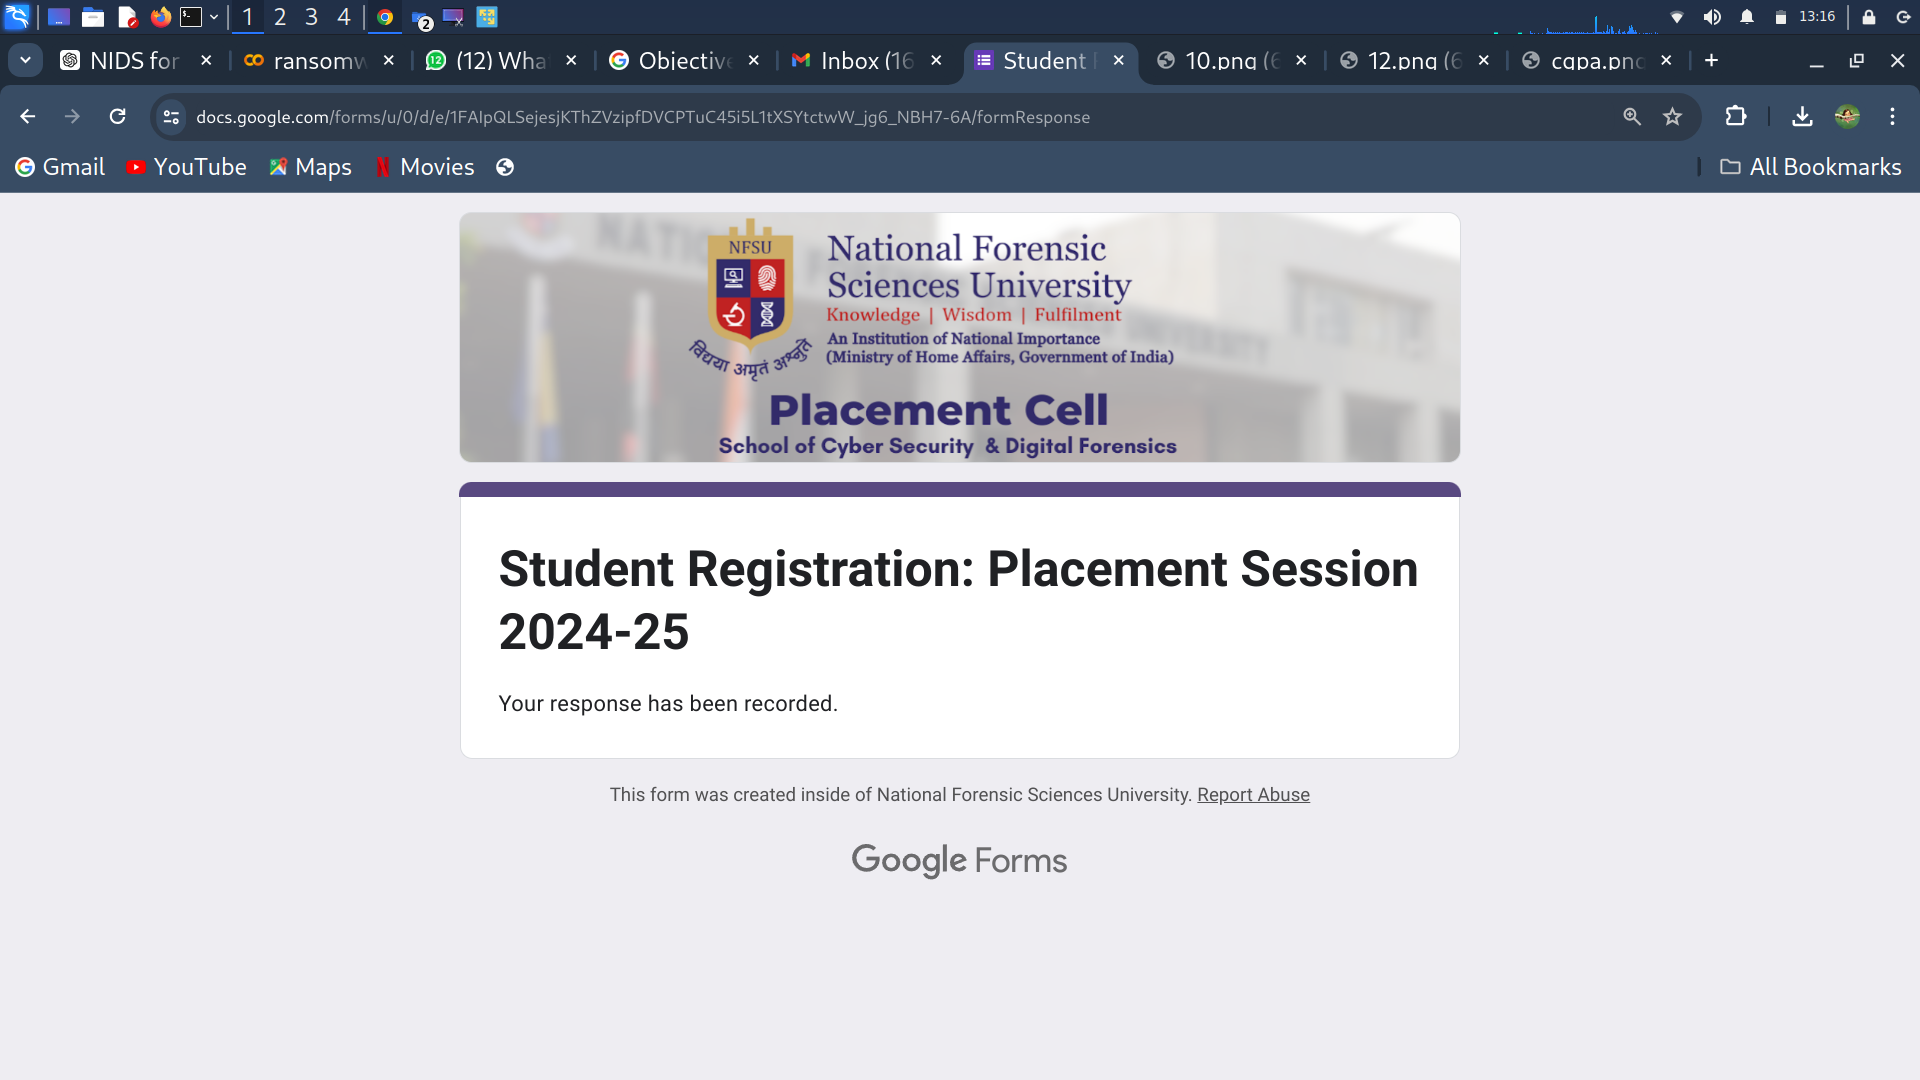 1 2 3 4 2 13:16
NIDS for (12) Wha Objective Inbox (16 Student 10.png (6 12.png (6 cgpa.png
ransomw
docs.google.com/forms/u/0/d/e/1FAIpQLSejesjKThZVzipfDVCPTuC45i5L1tXSYtctwW_jg6_NBH7-6A/formResponse
Gmail YouTube Maps Movies All Bookmarks
NFSU
विद्यया अमृतं अश्नुते
National Forensic
Sciences University
Knowledge | Wisdom | Fulfilment
An Institution of National Importance
(Ministry of Home Affairs, Government of India)
Placement Cell
School of Cyber Security & Digital Forensics
Student Registration: Placement Session
2024-25
Your response has been recorded.
This form was created inside of National Forensic Sciences University. Report Abuse
Google Forms